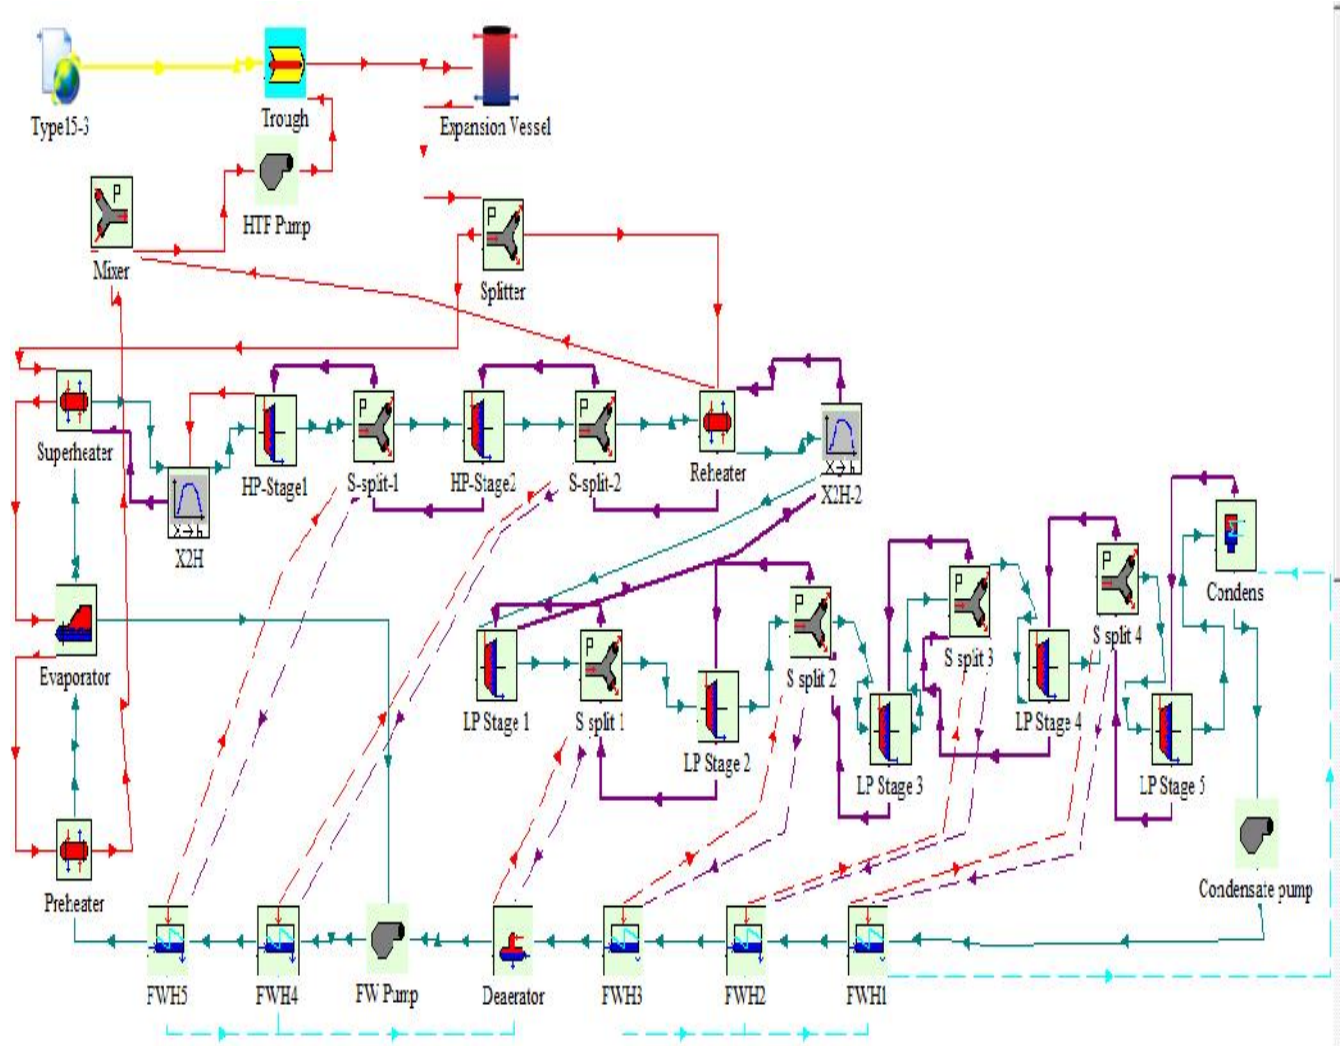 Type15-3
Trough
Expansion Vessel
HTF Pump
P
Mixer
P
Splitter
Superheater
X→h
X2H
HP-Stage1
P
S-split-1
HP-Stage2
P
S-split-2
Reheater
X→h
X2H-2
Condens
Evaporator
LP Stage 1
P
S split 1
LP Stage 2
P
S split 2
LP Stage 3
P
S split 3
LP Stage 4
P
S split 4
LP Stage 5
Preheater
Condensate pump
FWH5
FWH4
FW Pump
Deaerator
FWH3
FWH2
FWH1